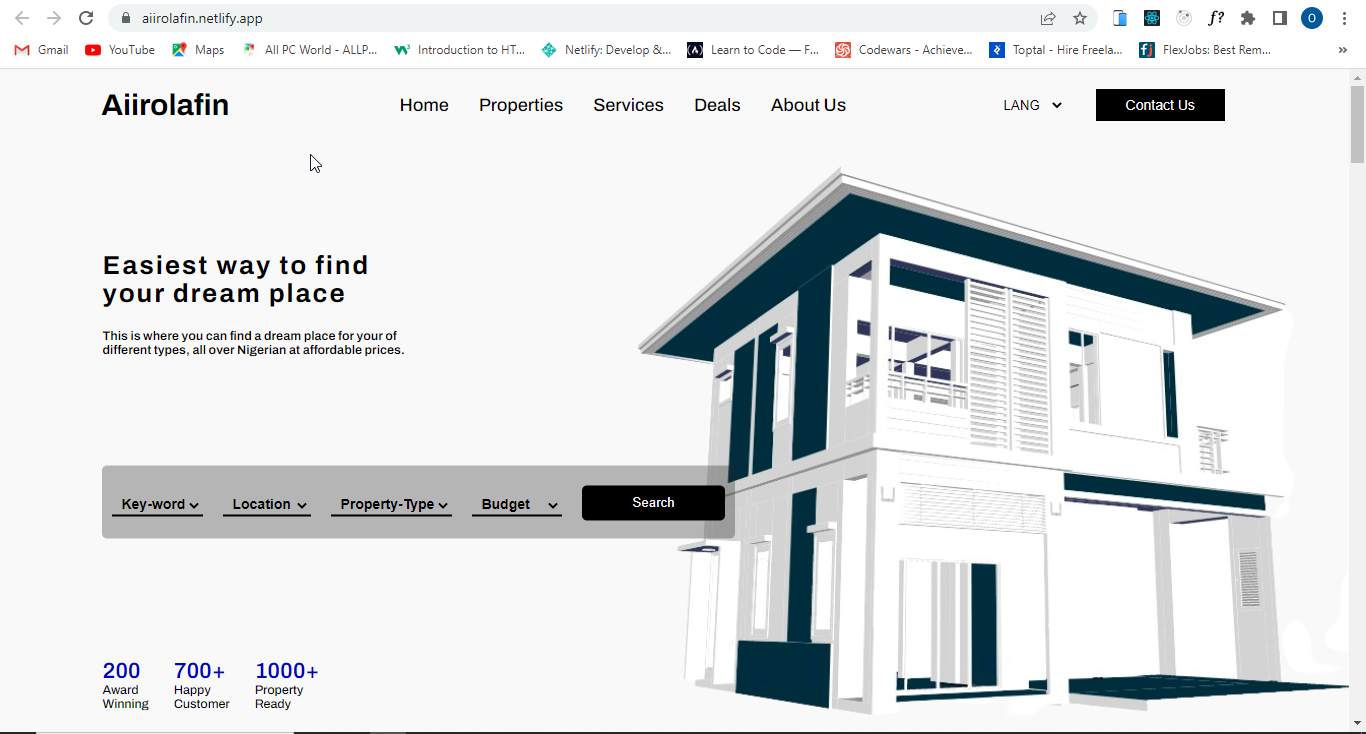 aiirolafin.netlify.app
f?
O
Gmail
YouTube
Maps
All PC World - ALLP...
Introduction to HT...
Netlify: Develop &...
Learn to Code — F...
Codewars - Achieve...
Toptal - Hire Freela...
FlexJobs: Best Rem...
»
Aiirolafin
Home
Properties
Services
Deals
About Us
LANG
Contact Us
Easiest way to find
your dream place
This is where you can find a dream place for your of
different types, all over Nigerian at affordable prices.
Key-word
Location
Property-Type
Budget
Search
200
Award
Winning
700+
Happy
Customer
1000+
Property
Ready